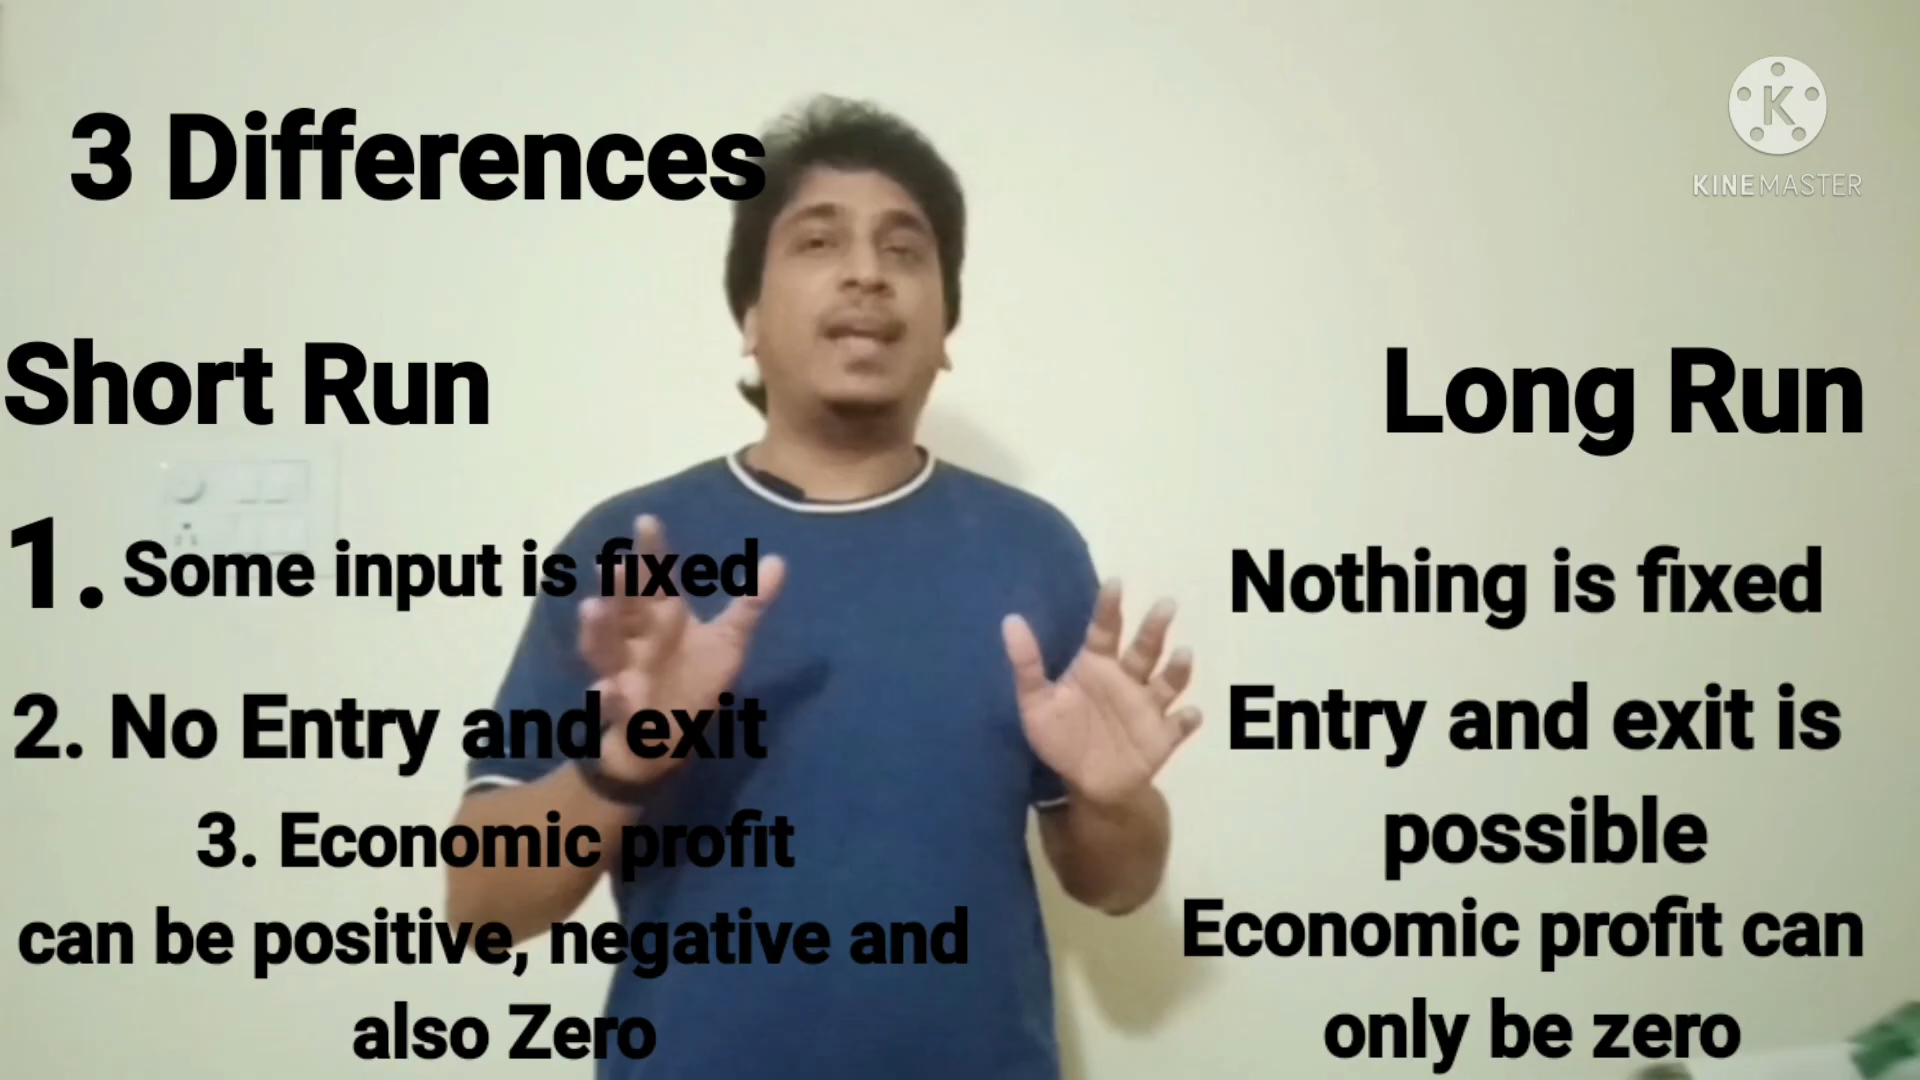 3 Differences
KINEMASTER
Short Run
Long Run
1. Some input is fixed
Nothing is fixed
2. No Entry and exit
Entry and exit is
possible
3. Economic profit
can be positive, negative and
also Zero
Economic profit can
only be zero